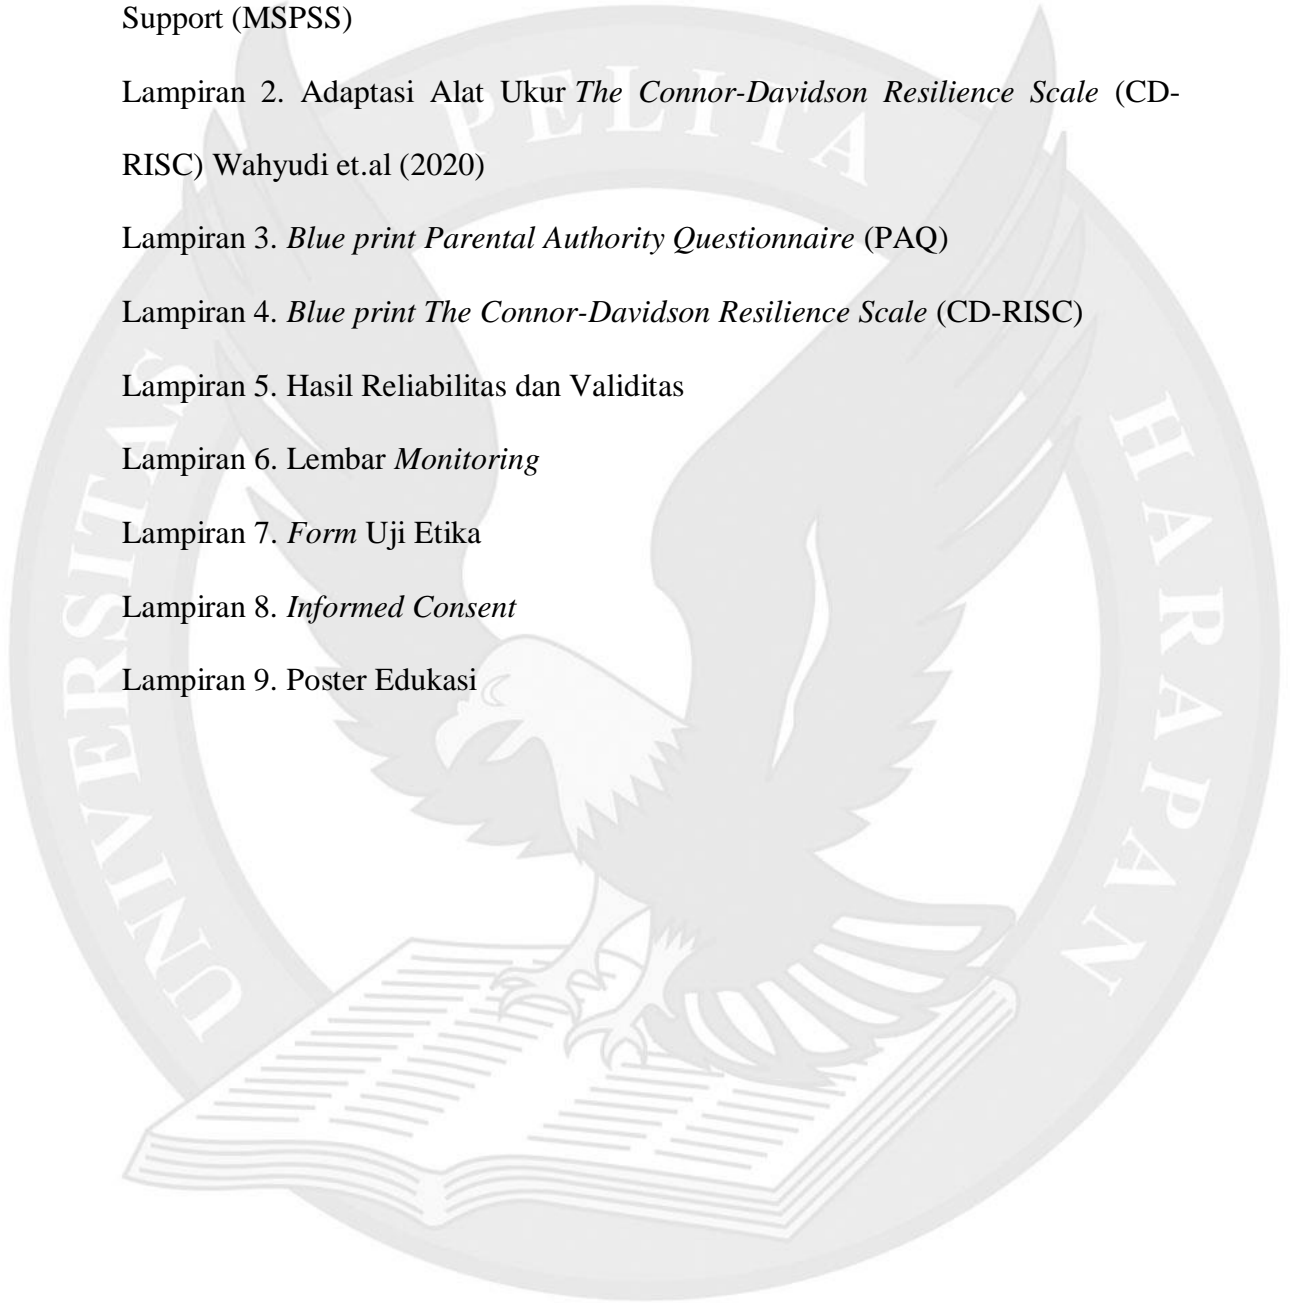 Support (MSPSS)
Lampiran 2. Adaptasi Alat Ukur The Connor-Davidson Resilience Scale (CD-
RISC) Wahyudi et.al (2020)
Lampiran 3. Blue print Parental Authority Questionnaire (PAQ)
Lampiran 4. Blue print The Connor-Davidson Resilience Scale (CD-RISC)
Lampiran 5. Hasil Reliabilitas dan Validitas
Lampiran 6. Lembar Monitoring
Lampiran 7. Form Uji Etika
Lampiran 8. Informed Consent
Lampiran 9. Poster Edukasi
UNIVERSITAS
PELITA
HARAPAN